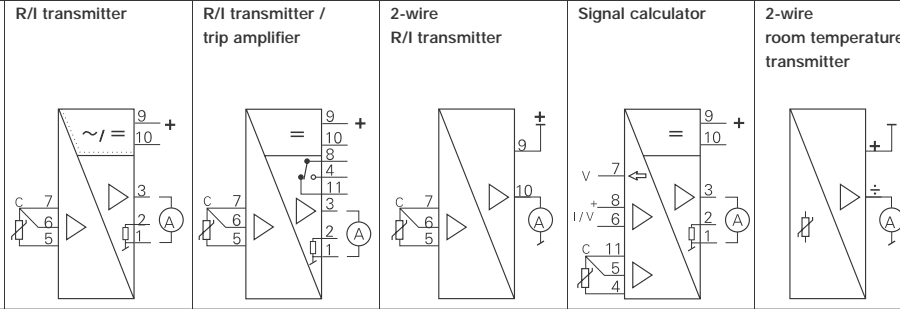 R/I transmitter
~/ =
9
+
10
3
C 7
6
5
2
1
A
R/I transmitter /
trip amplifier
=
9
+
10
8
4
11
3
C 7
6
5
2
1
A
2-wire
R/I transmitter
+
9
10
C 7
6
5
A
Signal calculator
=
9
+
10
V 7
+
8
I/V
6
3
2
1
A
C 11
5
4
2-wire
room temperature
transmitter
−
+
÷
A